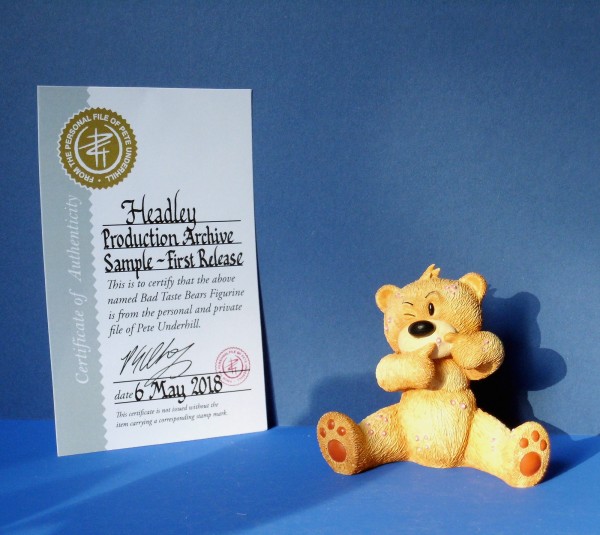 FROM THE PERSONAL FILE OF PETE UNDERHILL
Certificate of Authenticity
Headley
Production Archive
Sample - First Release
This is to certify that the above
named Bad Taste Bears Figurine
is from the personal and private
file of Pete Underhill.
date 6 May 2018
This certificate is not issued without the
item carrying a corresponding stamp mark.